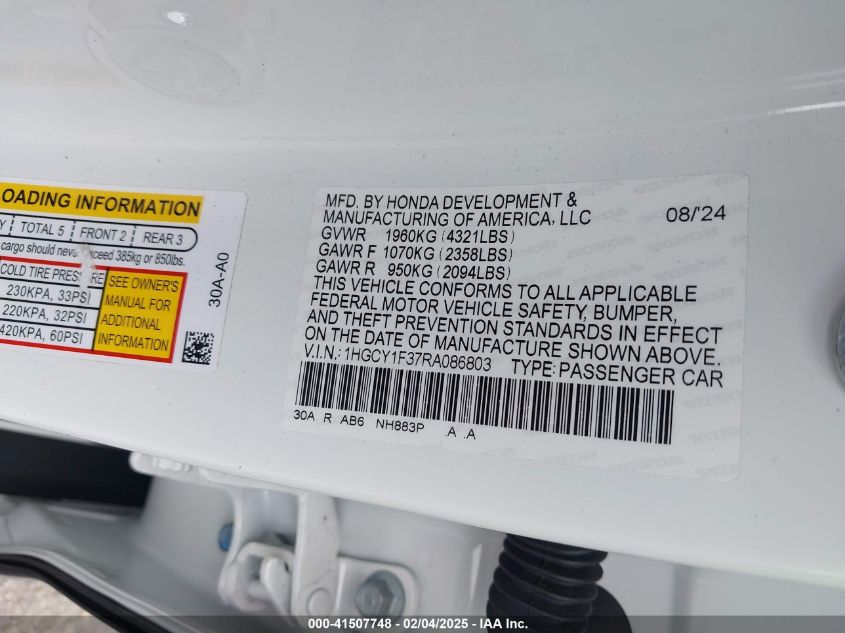 OADING INFORMATION
Y TOTAL 5 FRONT 2 REAR 3
cargo should never exceed 385kg or 850lbs.
COLD TIRE PRESSURE
230KPA, 33PSI
220KPA, 32PSI
420KPA, 60PSI
SEE OWNER'S
MANUAL FOR
ADDITIONAL
INFORMATION
30A-A0
MFD. BY HONDA DEVELOPMENT &
MANUFACTURING OF AMERICA, LLC 08/'24
GVWR 1960KG (4321LBS)
GAWR F 1070KG (2358LBS)
GAWR R 950KG (2094LBS)
THIS VEHICLE CONFORMS TO ALL APPLICABLE
FEDERAL MOTOR VEHICLE SAFETY, BUMPER,
AND THEFT PREVENTION STANDARDS IN EFFECT
ON THE DATE OF MANUFACTURE SHOWN ABOVE.
V.I.N.: 1HGCY1F37RA086803 TYPE: PASSENGER CAR
30A R AB6 NH883P .A .A
000-41507748 - 02/04/2025 - IAA Inc.